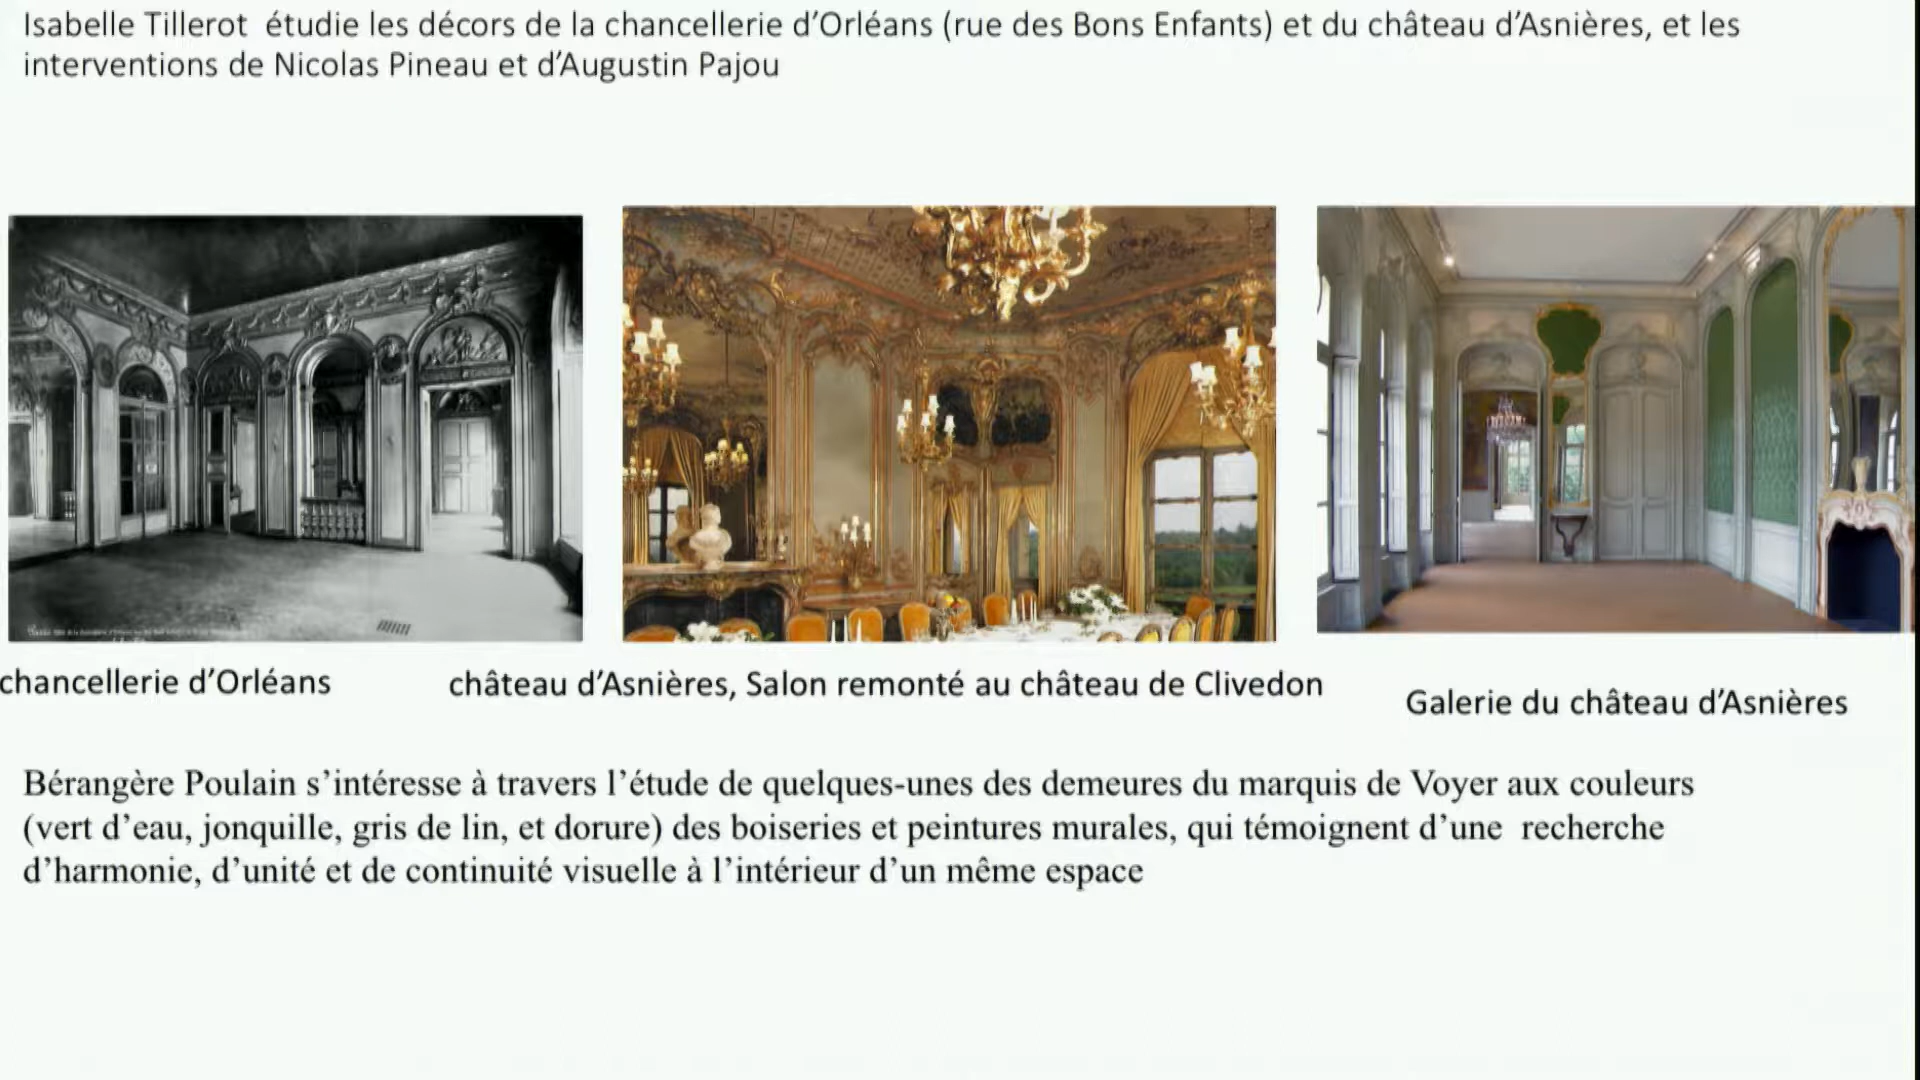 Isabelle Tillerot  étudie les décors de la chancellerie d’Orléans (rue des Bons Enfants) et du château d’Asnières, et les
interventions de Nicolas Pineau et d’Augustin Pajou
chancellerie d’Orléans
château d’Asnières, Salon remonté au château de Clivedon
Galerie du château d’Asnières
Bérangère Poulain s’intéresse à travers l’étude de quelques-unes des demeures du marquis de Voyer aux couleurs
(vert d’eau, jonquille, gris de lin, et dorure) des boiseries et peintures murales, qui témoignent d’une  recherche
d’harmonie, d’unité et de continuité visuelle à l’intérieur d’un même espace